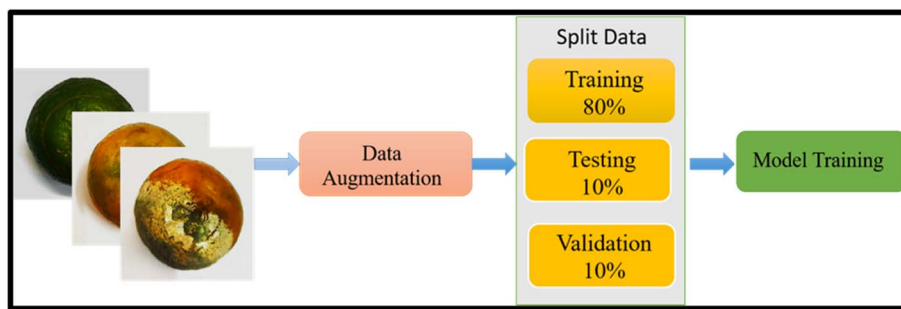 Data
Augmentation
Split Data
Training
80%
Testing
10%
Validation
10%
Model Training